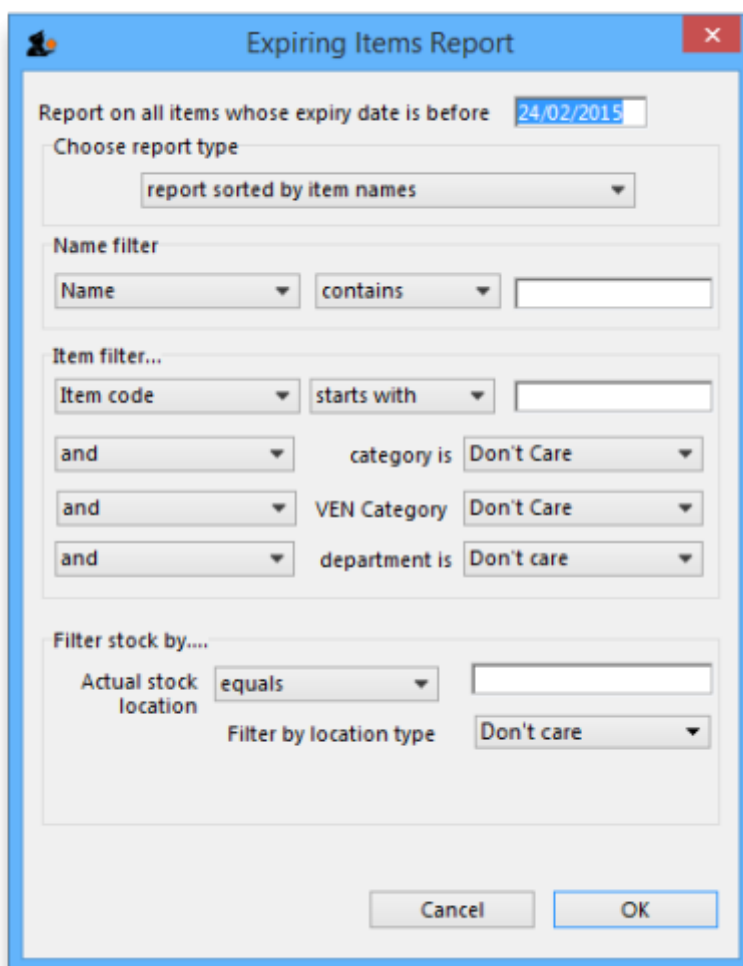 Expiring Items Report
Report on all items whose expiry date is before 24/02/2015
Choose report type
report sorted by item names
Name filter
Name contains
Item filter...
Item code starts with
and category is Don't Care
and VEN Category Don't Care
and department is Don't care
Filter stock by....
Actual stock equals
location
Filter by location type Don't care
Cancel OK